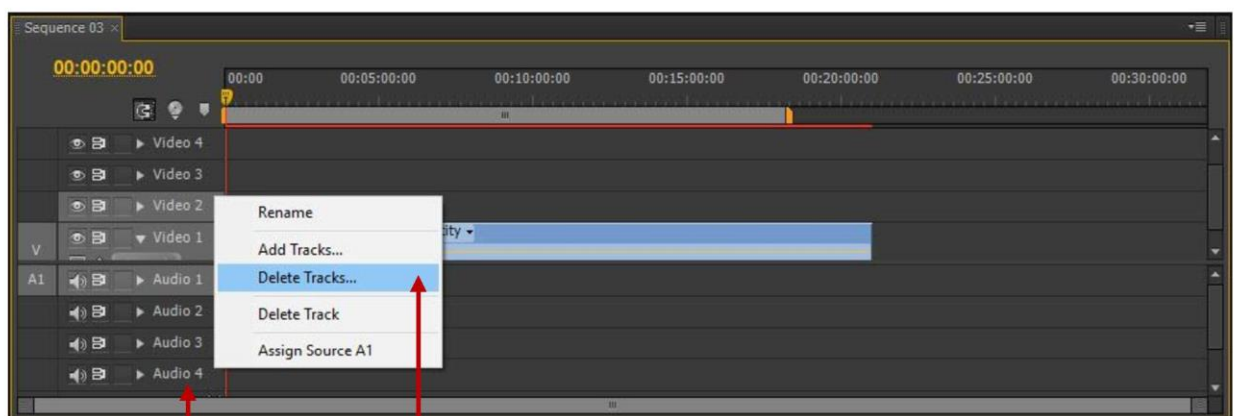 Sequence 03 ×
00:00:00:00
00:00 00:05:00:00 00:10:00:00 00:15:00:00 00:20:00:00 00:25:00:00 00:30:00:00
Video 4
Video 3
Video 2
V Video 1
A1 Audio 1
Audio 2
Audio 3
Audio 4
Rename
Add Tracks...
Delete Tracks...
Delete Track
Assign Source A1